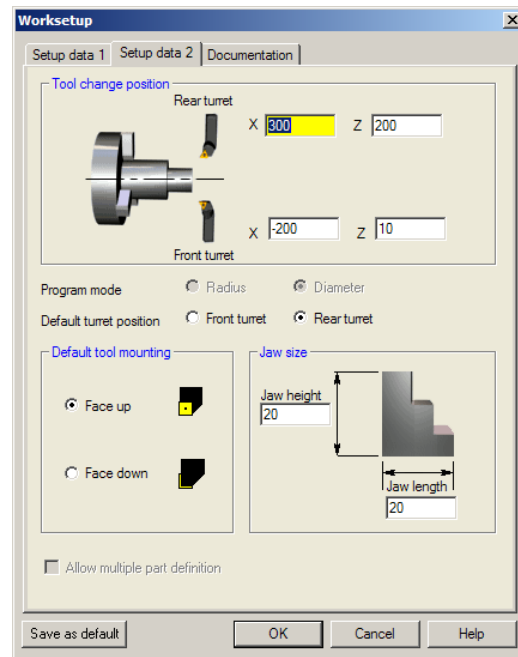 Worksetup
Setup data 1 Setup data 2 Documentation
Tool change position
Rear turret
X 300 Z 200
X -200 Z 10
Front turret
Program mode Radius Diameter
Default turret position Front turret Rear turret
Default tool mounting
Face up
Face down
Jaw size
Jaw height
20
Jaw length
20
Allow multiple part definition
Save as default OK Cancel Help